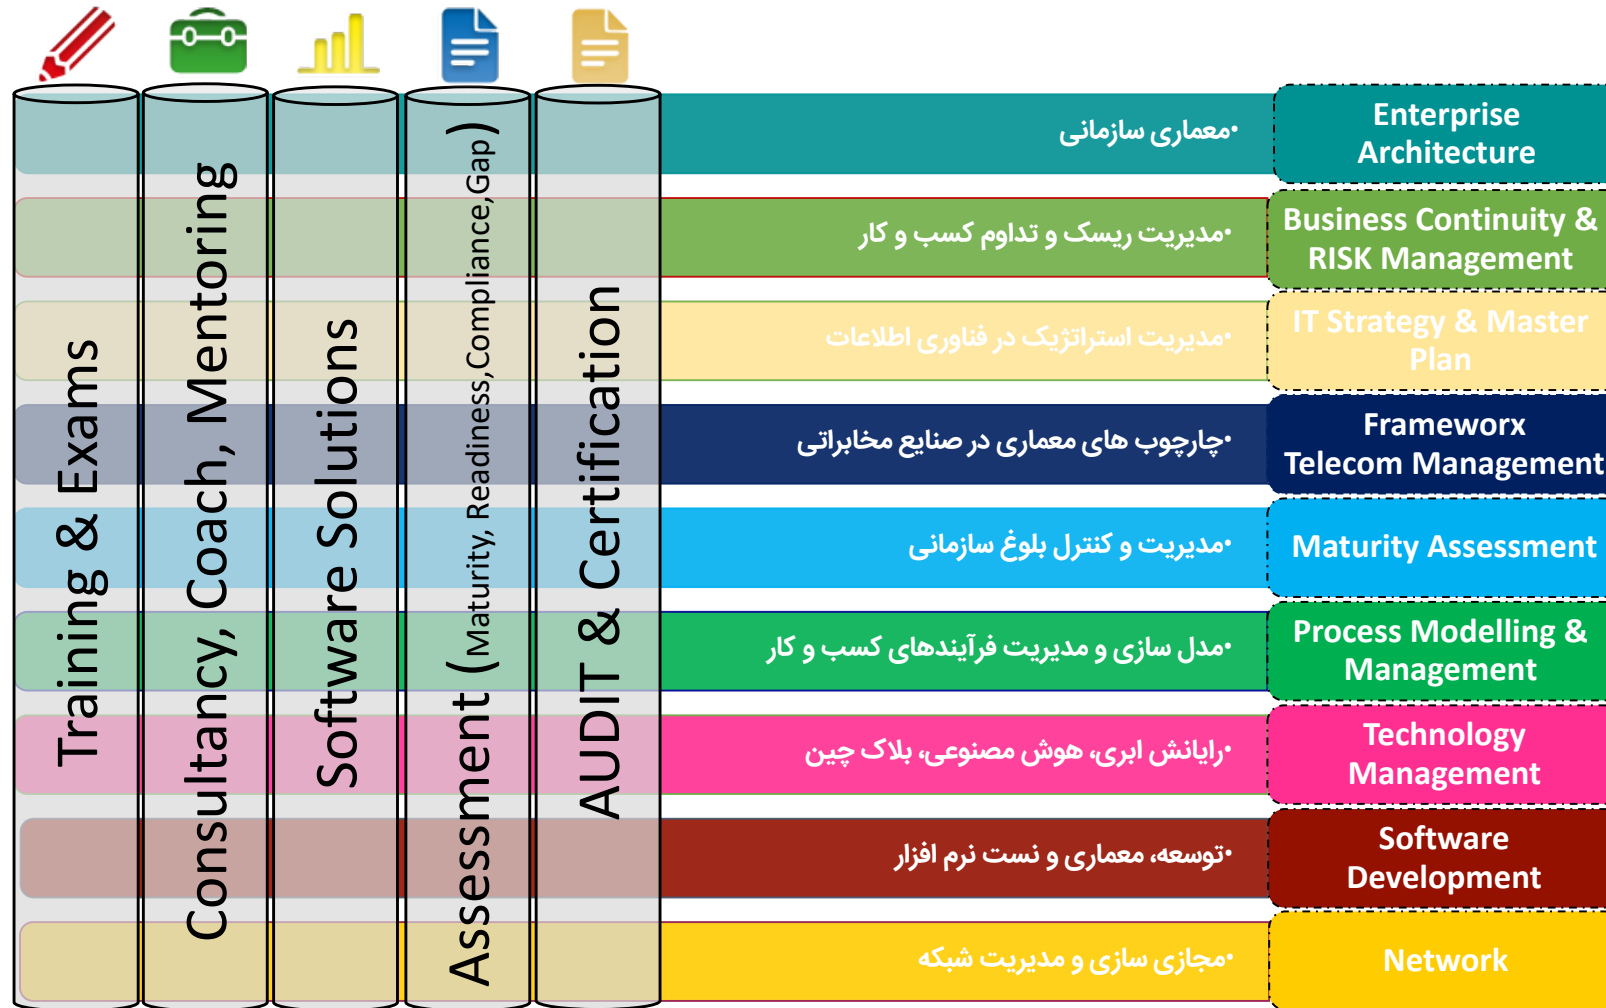 Training & Exams
Consultancy, Coach, Mentoring
Software Solutions
Assessment (Maturity, Readiness,Compliance,Gap)
AUDIT & Certification
•معماری سازمانی
Enterprise
Architecture
•مدیریت ریسک و تداوم کسب و کار
Business Continuity &
RISK Management
•مدیریت استراتژیک در فناوری اطلاعات
IT Strategy & Master
Plan
•چارچوب های معماری در صنایع مخابراتی
Frameworx
Telecom Management
•مدیریت و کنترل بلوغ سازمانی
Maturity Assessment
•مدل سازی و مدیریت فرآیندهای کسب و کار
Process Modelling &
Management
•رایانش ابری، هوش مصنوعی، بلاک چین
Technology
Management
•توسعه، معماری و نست نرم افزار
Software
Development
•مجازی سازی و مدیریت شبکه
Network